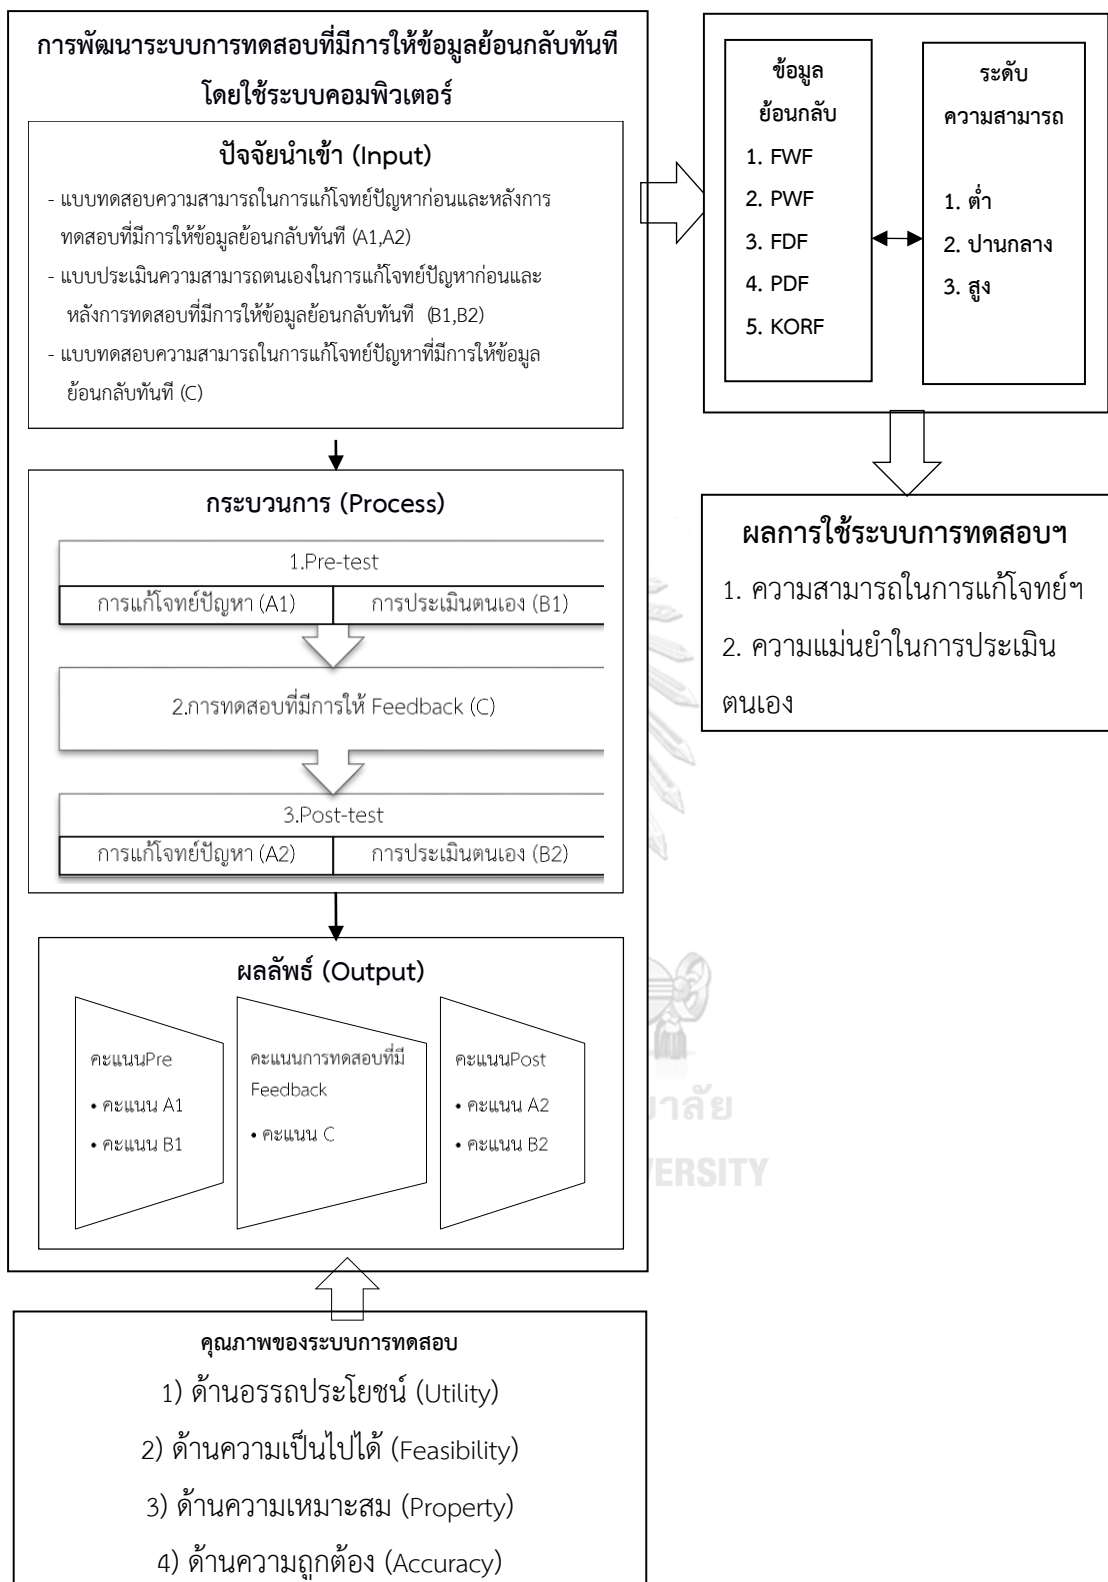 การพัฒนาระบบการทดสอบที่มีการให้ข้อมูลย้อนกลับทันที
โดยใช้ระบบคอมพิวเตอร์
ปัจจัยนำเข้า (Input)
- แบบทดสอบความสามารถในการแก้โจทย์ปัญหาก่อนและหลังการ
ทดสอบที่มีการให้ข้อมูลย้อนกลับทันที (A1,A2)
- แบบประเมินความสามารถตนเองในการแก้โจทย์ปัญหาก่อนและ
หลังการทดสอบที่มีการให้ข้อมูลย้อนกลับทันที (B1,B2)
- แบบทดสอบความสามารถในการแก้โจทย์ปัญหาที่มีการให้ข้อมูล
ย้อนกลับทันที (C)
กระบวนการ (Process)
1.Pre-test
การแก้โจทย์ปัญหา (A1)
การประเมินตนเอง (B1)
2.การทดสอบที่มีการให้ Feedback (C)
3.Post-test
การแก้โจทย์ปัญหา (A2)
การประเมินตนเอง (B2)
ผลลัพธ์ (Output)
คะแนนPre
• คะแนน A1
• คะแนน B1
คะแนนการทดสอบที่มี
Feedback
• คะแนน C
คะแนนPost
• คะแนน A2
• คะแนน B2
คุณภาพของระบบการทดสอบ
1) ด้านอรรถประโยชน์ (Utility)
2) ด้านความเป็นไปได้ (Feasibility)
3) ด้านความเหมาะสม (Property)
4) ด้านความถูกต้อง (Accuracy)
ข้อมูล
ย้อนกลับ
1. FWF
2. PWF
3. FDF
4. PDF
5. KORF
ระดับ
ความสามารถ
1. ต่ำ
2. ปานกลาง
3. สูง
ผลการใช้ระบบการทดสอบฯ
1. ความสามารถในการแก้โจทย์ฯ
2. ความแม่นยำในการประเมิน
ตนเอง